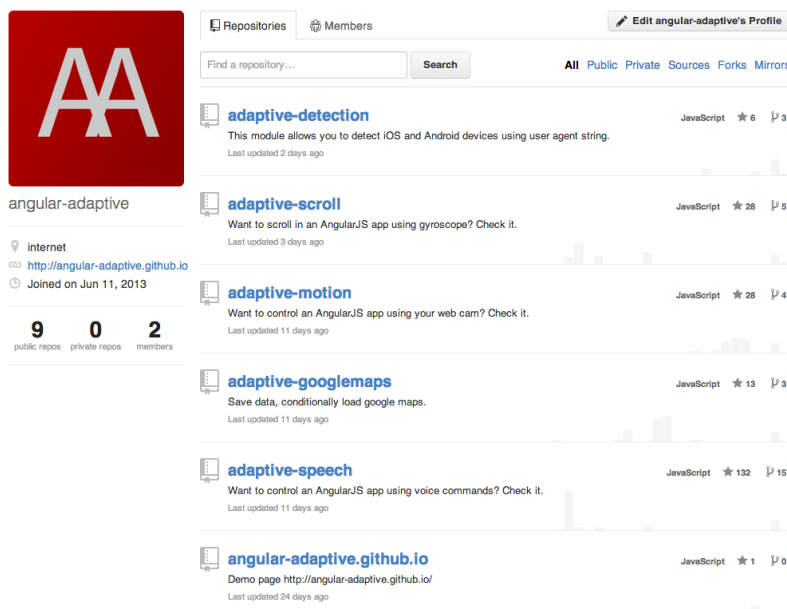 AA
angular-adaptive
internet
http://angular-adaptive.github.io
Joined on Jun 11, 2013
9 0 2
public repos private repos members
Repositories Members Edit angular-adaptive's Profile
Find a repository... Search All Public Private Sources Forks Mirrors
adaptive-detection JavaScript 6 3
This module allows you to detect iOS and Android devices using user agent string.
Last updated 2 days ago
adaptive-scroll JavaScript 28 5
Want to scroll in an AngularJS app using gyroscope? Check it.
Last updated 3 days ago
adaptive-motion JavaScript 28 4
Want to control an AngularJS app using your web cam? Check it.
Last updated 11 days ago
adaptive-googlemaps JavaScript 13 3
Save data, conditionally load google maps.
Last updated 11 days ago
adaptive-speech JavaScript 132 15
Want to control an AngularJS app using voice commands? Check it.
Last updated 11 days ago
angular-adaptive.github.io JavaScript 1 0
Demo page http://angular-adaptive.github.io/
Last updated 24 days ago